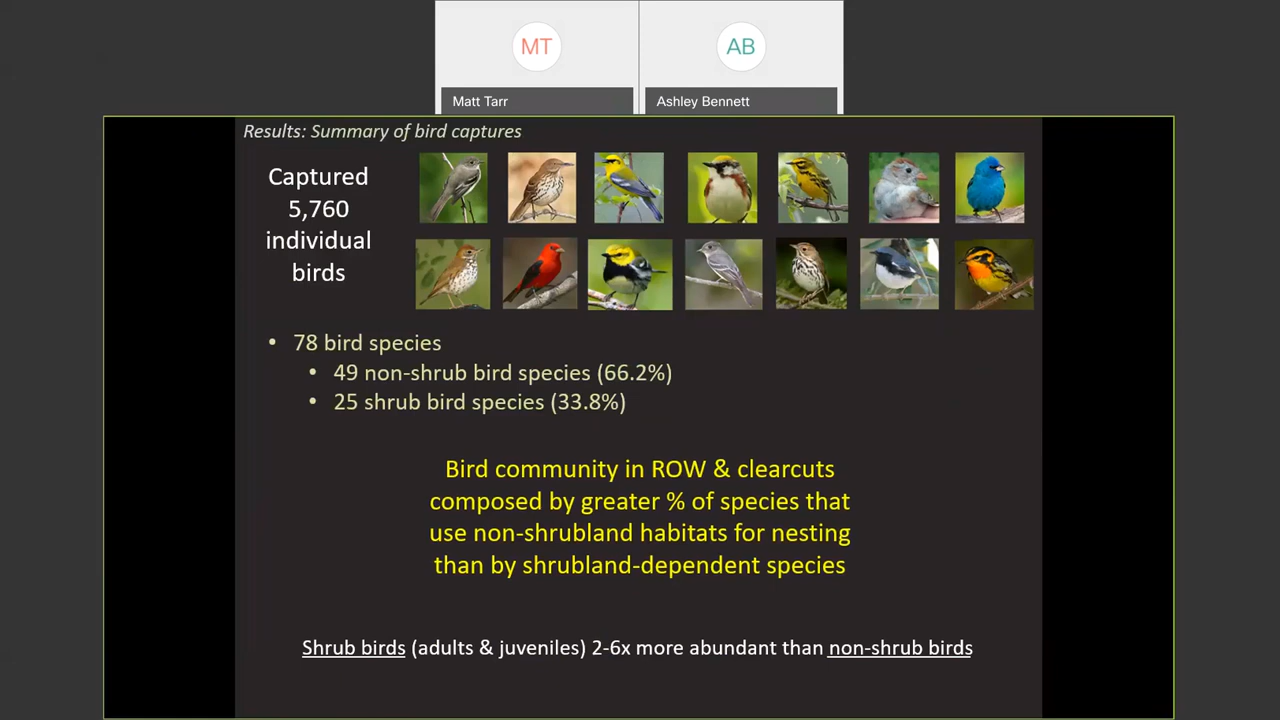 MT
AB
Matt Tarr
Ashley Bennett
Results: Summary of bird captures
Captured
5,760
individual
birds
• 78 bird species
• 49 non-shrub bird species (66.2%)
• 25 shrub bird species (33.8%)
Bird community in ROW & clearcuts
composed by greater % of species that
use non-shrubland habitats for nesting
than by shrubland-dependent species
Shrub birds (adults & juveniles) 2-6x more abundant than non-shrub birds